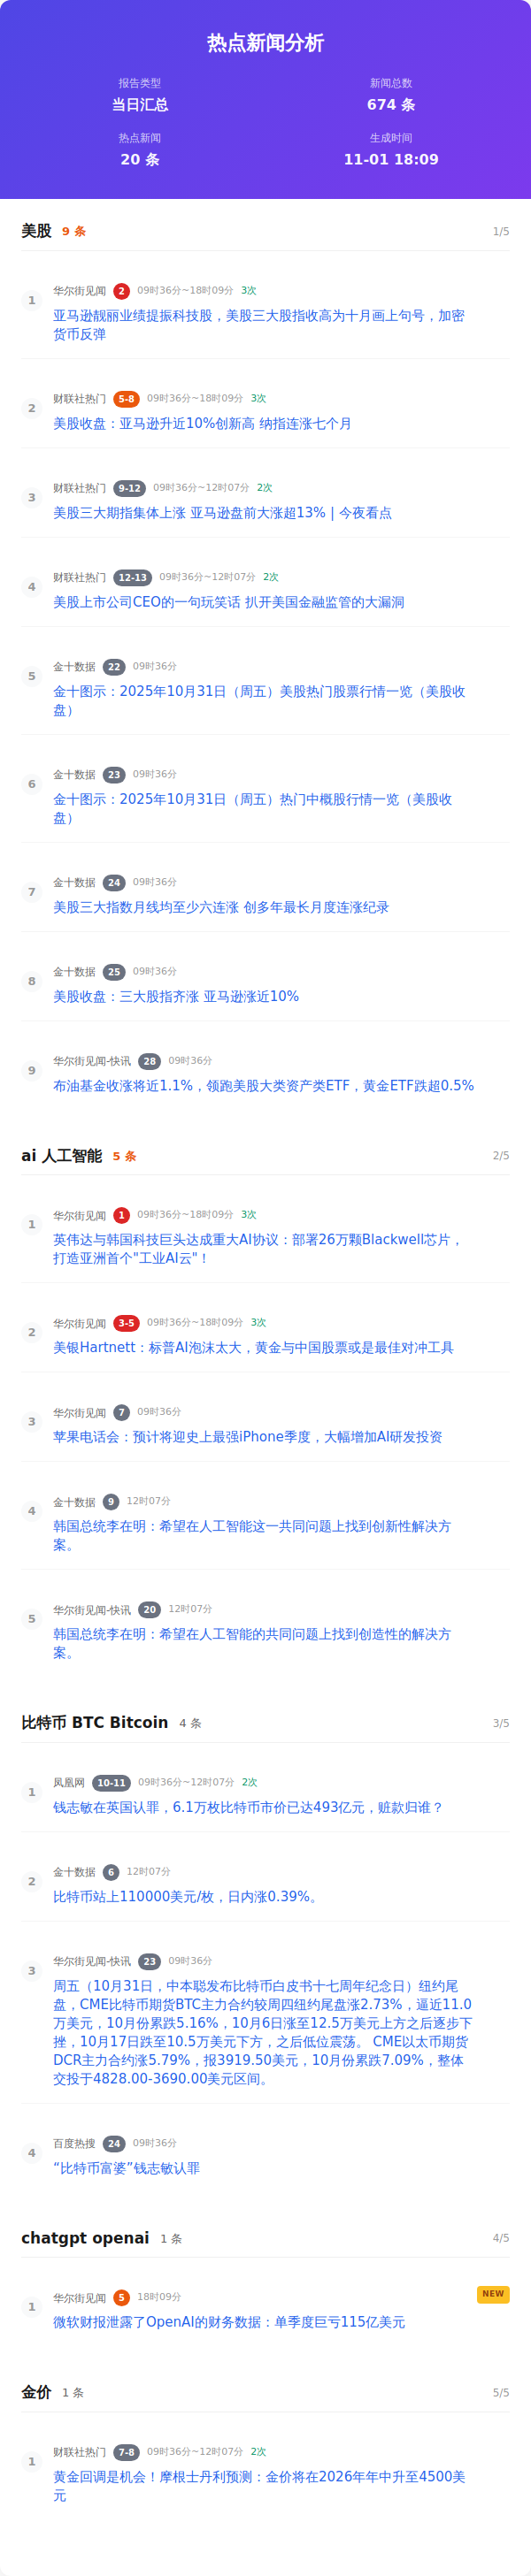 热点新闻分析
报告类型
新闻总数
当日汇总
674 条
热点新闻
生成时间
20 条
11-01 18:09
美股 9 条 1/5
1
华尔街见闻 2 09时36分~18时09分 3次
亚马逊靓丽业绩提振科技股，美股三大股指收高为十月画上句号，加密
货币反弹
2
财联社热门 5-8 09时36分~18时09分 3次
美股收盘：亚马逊升近10%创新高 纳指连涨七个月
3
财联社热门 9-12 09时36分~12时07分 2次
美股三大期指集体上涨 亚马逊盘前大涨超13% | 今夜看点
4
财联社热门 12-13 09时36分~12时07分 2次
美股上市公司CEO的一句玩笑话 扒开美国金融监管的大漏洞
5
金十数据 22 09时36分
金十图示：2025年10月31日（周五）美股热门股票行情一览（美股收
盘）
6
金十数据 23 09时36分
金十图示：2025年10月31日（周五）热门中概股行情一览（美股收
盘）
7
金十数据 24 09时36分
美股三大指数月线均至少六连涨 创多年最长月度连涨纪录
8
金十数据 25 09时36分
美股收盘：三大股指齐涨 亚马逊涨近10%
9
华尔街见闻-快讯 28 09时36分
布油基金收涨将近1.1%，领跑美股大类资产类ETF，黄金ETF跌超0.5%
ai 人工智能 5 条 2/5
1
华尔街见闻 1 09时36分~18时09分 3次
英伟达与韩国科技巨头达成重大AI协议：部署26万颗Blackwell芯片，
打造亚洲首个"工业AI云"！
2
华尔街见闻 3-5 09时36分~18时09分 3次
美银Hartnett：标普AI泡沫太大，黄金与中国股票或是最佳对冲工具
3
华尔街见闻 7 09时36分
苹果电话会：预计将迎史上最强iPhone季度，大幅增加AI研发投资
4
金十数据 9 12时07分
韩国总统李在明：希望在人工智能这一共同问题上找到创新性解决方
案。
5
华尔街见闻-快讯 20 12时07分
韩国总统李在明：希望在人工智能的共同问题上找到创造性的解决方
案。
比特币 BTC Bitcoin 4 条 3/5
1
凤凰网 10-11 09时36分~12时07分 2次
钱志敏在英国认罪，6.1万枚比特币市价已达493亿元，赃款归谁？
2
金十数据 6 12时07分
比特币站上110000美元/枚，日内涨0.39%。
3
华尔街见闻-快讯 23 09时36分
周五（10月31日，中本聪发布比特币白皮书十七周年纪念日）纽约尾
盘，CME比特币期货BTC主力合约较周四纽约尾盘涨2.73%，逼近11.0
万美元，10月份累跌5.16%，10月6日涨至12.5万美元上方之后逐步下
挫，10月17日跌至10.5万美元下方，之后低位震荡。 CME以太币期货
DCR主力合约涨5.79%，报3919.50美元，10月份累跌7.09%，整体
交投于4828.00-3690.00美元区间。
4
百度热搜 24 09时36分
“比特币富婆”钱志敏认罪
chatgpt openai 1 条 4/5
1
华尔街见闻 5 18时09分 NEW
微软财报泄露了OpenAI的财务数据：单季度巨亏115亿美元
金价 1 条 5/5
1
财联社热门 7-8 09时36分~12时07分 2次
黄金回调是机会！摩根士丹利预测：金价将在2026年年中升至4500美
元